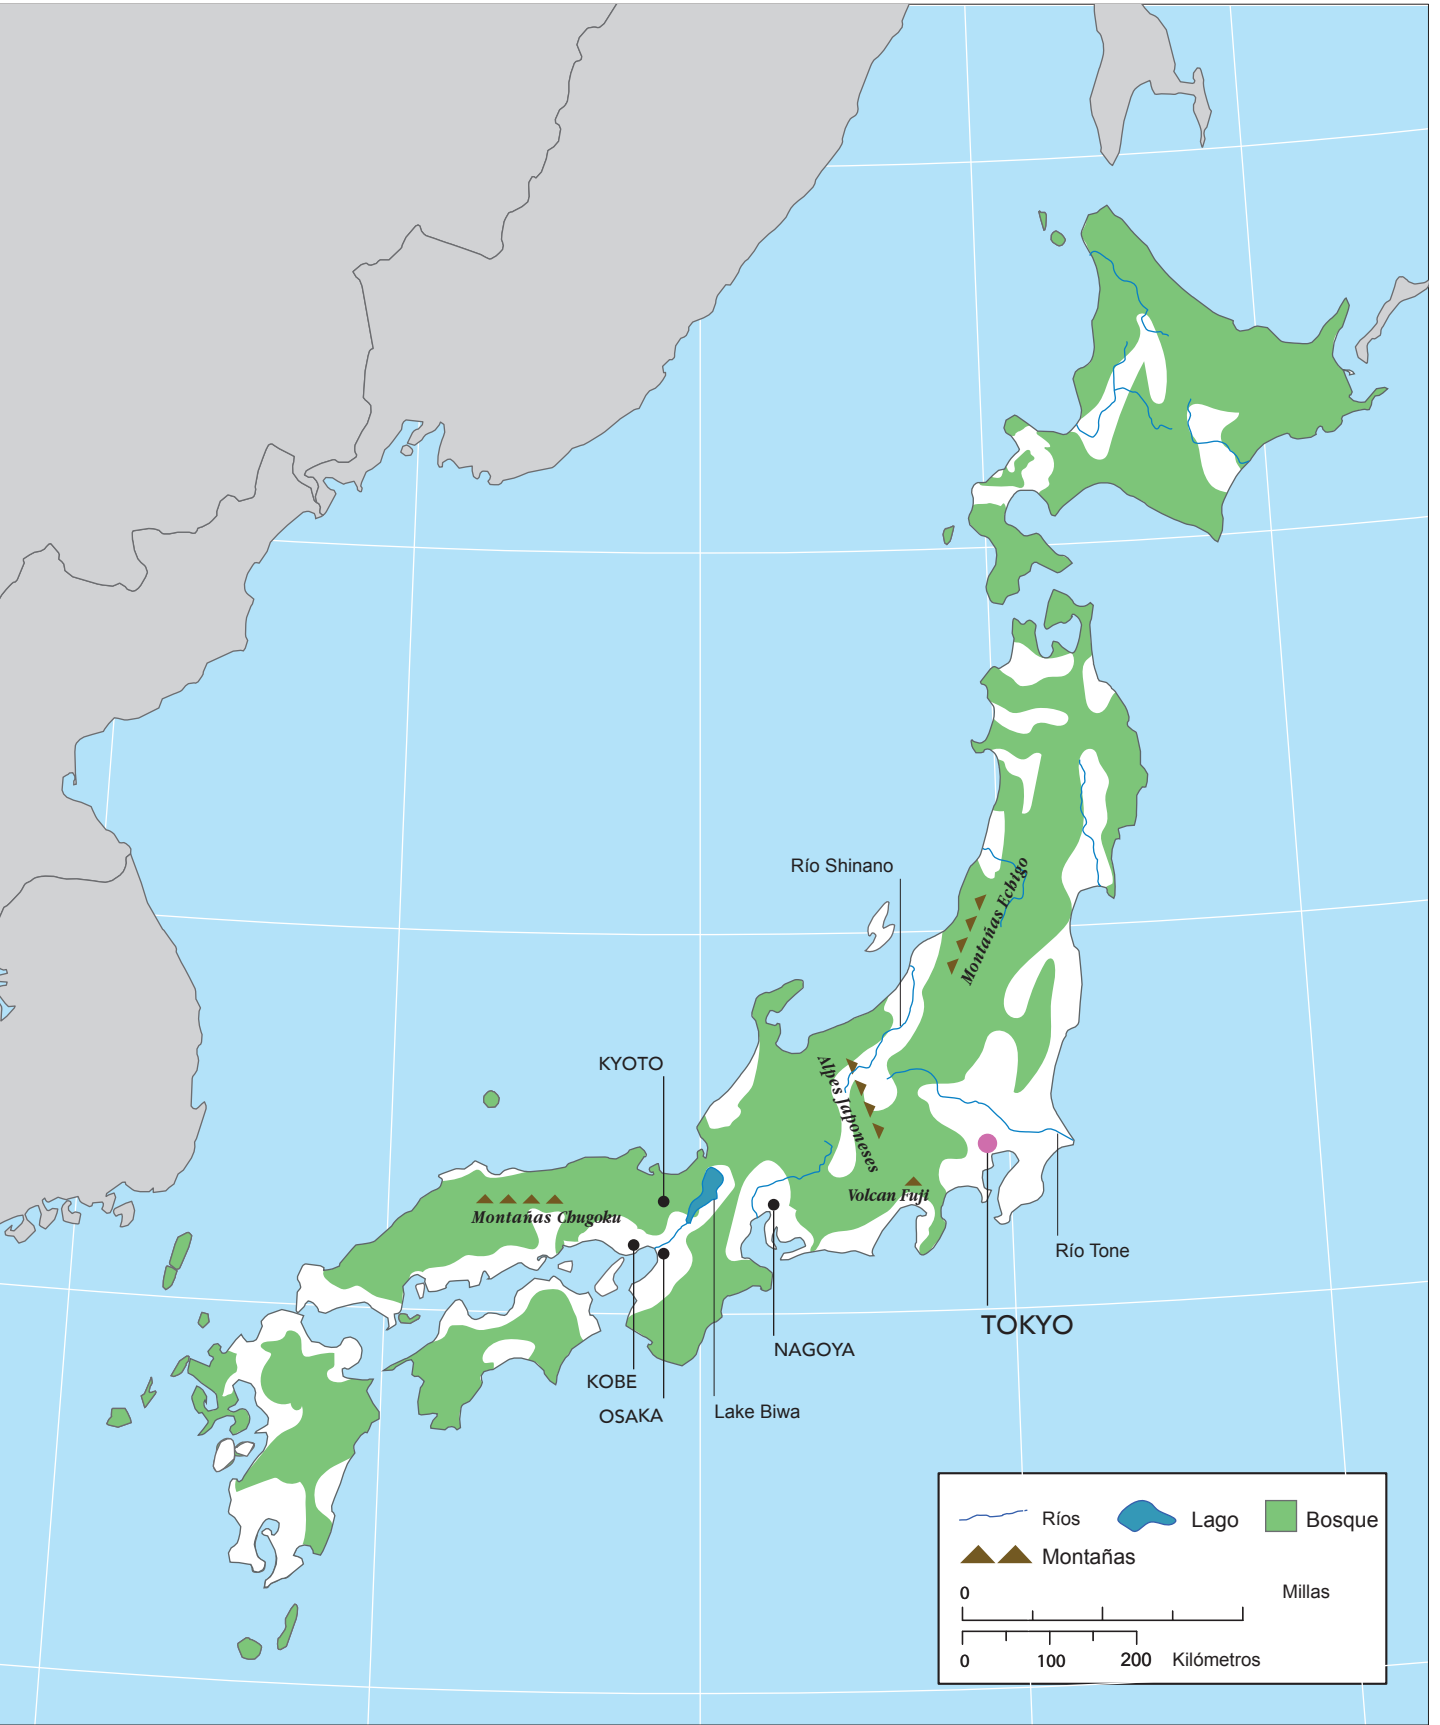 Río Shinano
Montañas Echigo
KYOTO
Alpes Japoneses
Volcan Fuji
Montañas Chugoku
Río Tone
TOKYO
NAGOYA
KOBE
OSAKA
Lake Biwa
Ríos
Lago
Bosque
Montañas
0
Millas
0 100 200 Kilómetros